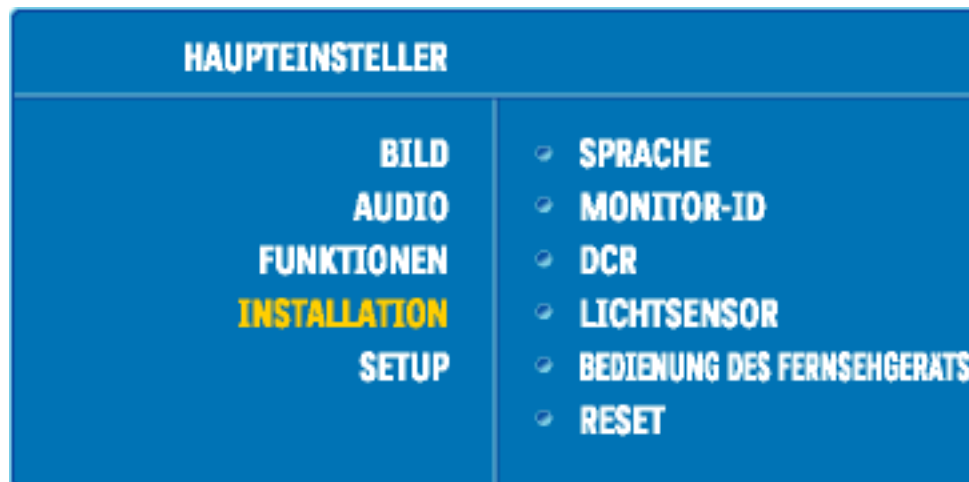 HAUPTEINSTELLER
BILD
AUDIO
FUNKTIONEN
INSTALLATION
SETUP
SPRACHE
MONITOR-ID
DCR
LICHTSENSOR
BEDIENUNG DES FERNSEHGERATS
RESET